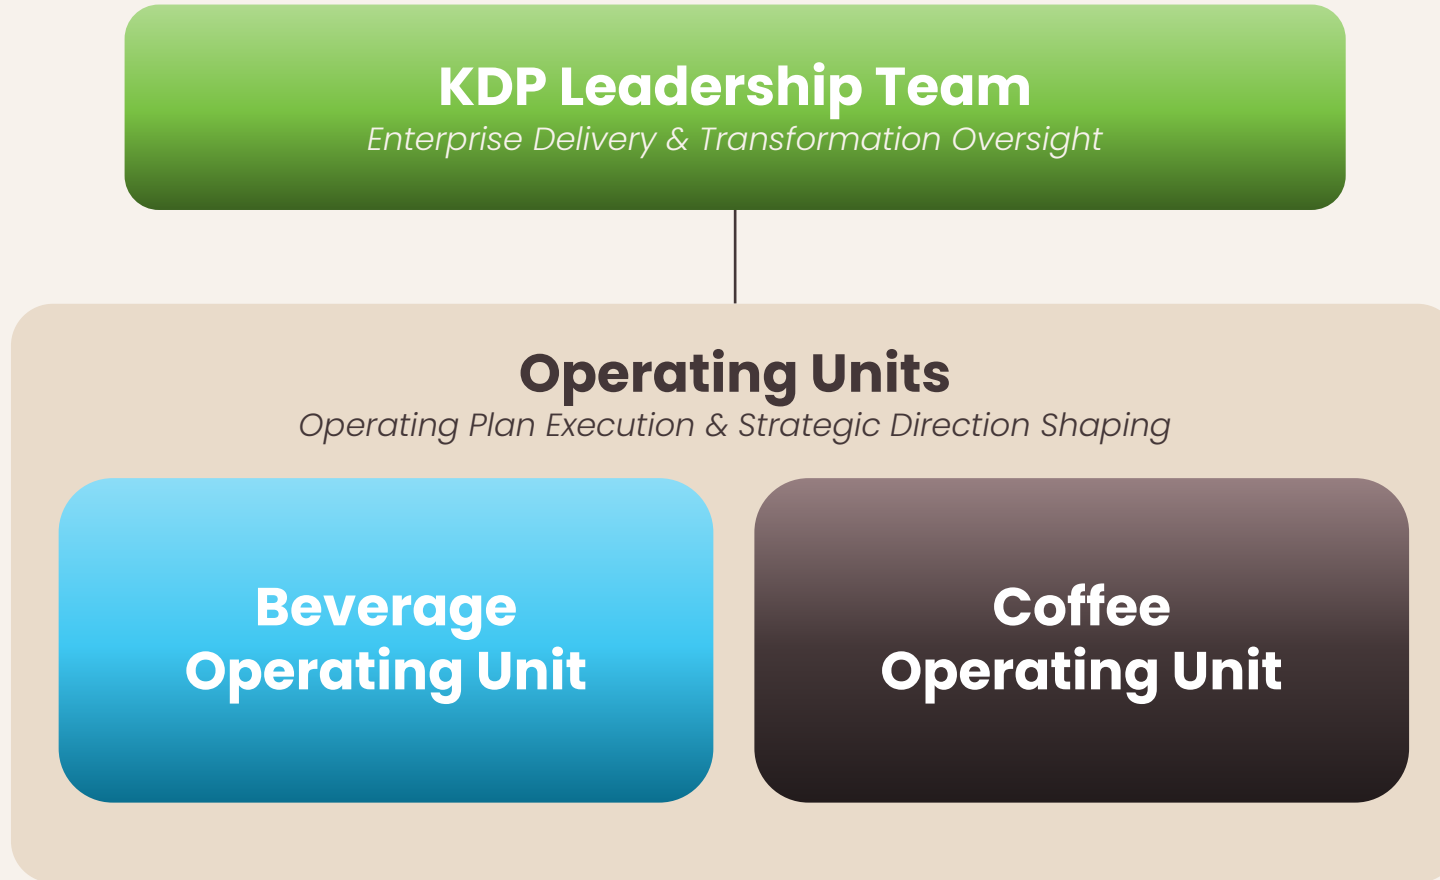 KDP Leadership Team
Enterprise Delivery & Transformation Oversight
Operating Units
Operating Plan Execution & Strategic Direction Shaping
Beverage
Operating Unit
Coffee
Operating Unit